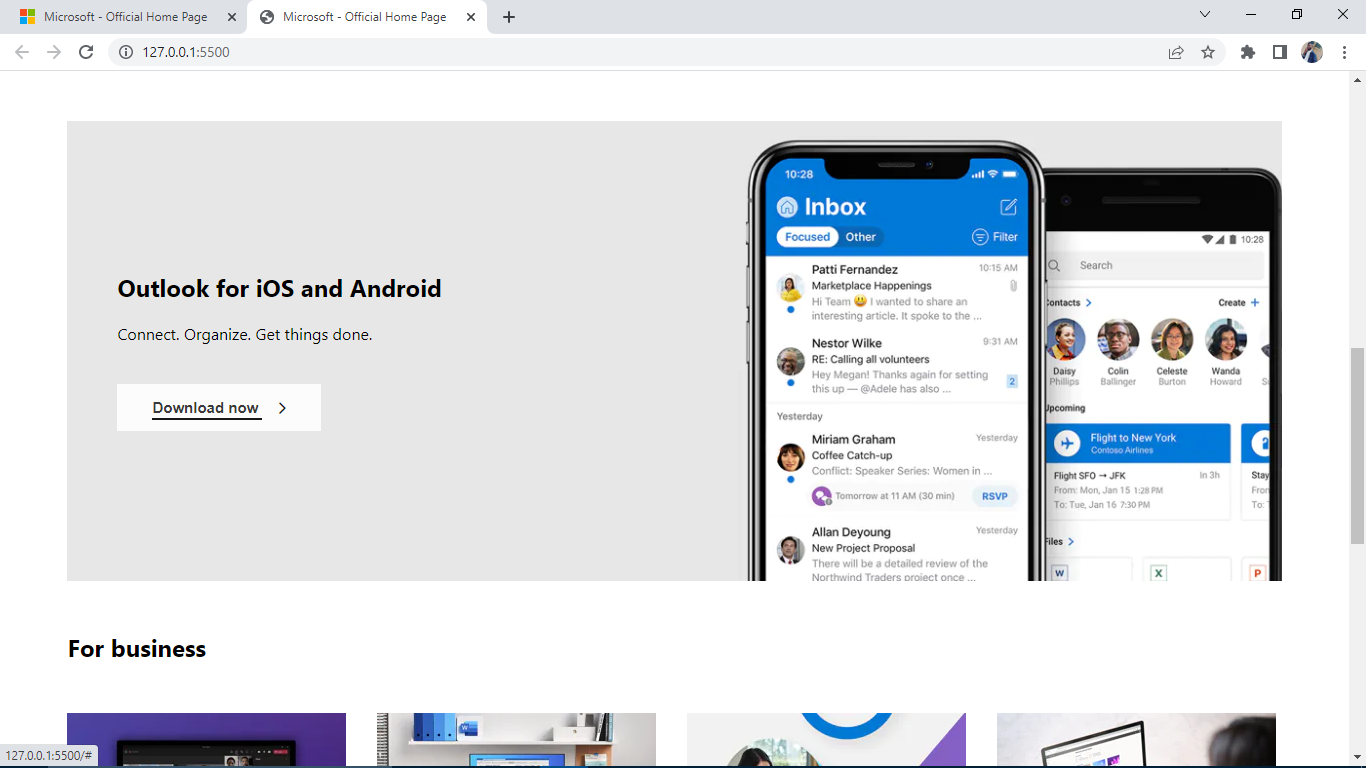 Microsoft - Official Home Page
Microsoft - Official Home Page
127.0.0.1:5500
Outlook for iOS and Android
Connect. Organize. Get things done.
Download now
10:28
Inbox
Focused Other Filter
Patti Fernandez 10:15 AM
Marketplace Happenings
Hi Team 😃 I wanted to share an
interesting article. It spoke to the ...
Nestor Wilke 9:31 AM
RE: Calling all volunteers
Hey Megan! Thanks again for setting
this up — @Adele has also ... 2
Yesterday
Miriam Graham Yesterday
Coffee Catch-up
Conflict: Speaker Series: Women in ...
Tomorrow at 11 AM (30 min) RSVP
Allan Deyoung Yesterday
New Project Proposal
There will be a detailed review of the
Northwind Traders project once ...
10:28
Search
Contacts Create +
Daisy Colin Celeste Wanda
Phillips Ballinger Burton Howard
Upcoming
Flight to New York
Contoso Airlines
Flight SFO → JFK In 3h Stay
From: Mon, Jan 15 1:28 PM From
To: Tue, Jan 16 7:30 PM To:
Files
W X P
For business
W
127.0.0.1:5500/#